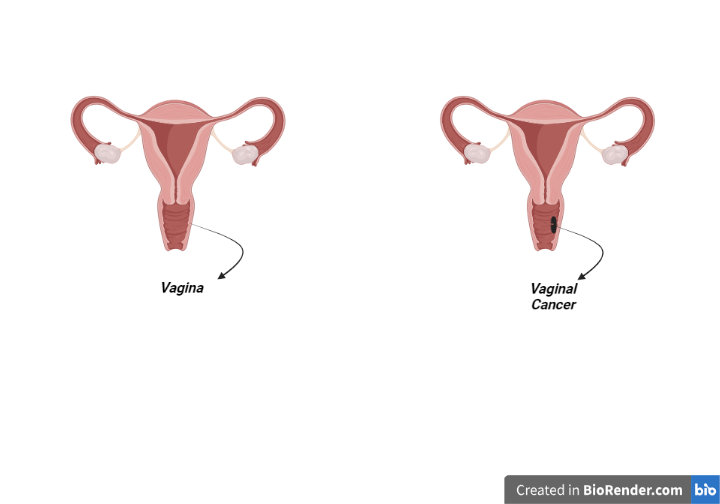 Vagina
Vaginal
Cancer
Created in BioRender.com bio